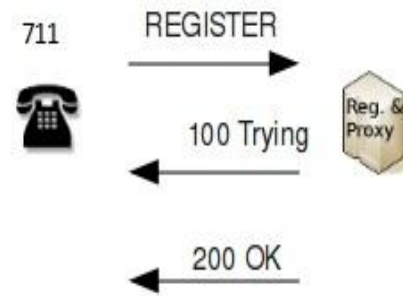 711
REGISTER
Reg. &
Proxy
100 Trying
200 OK